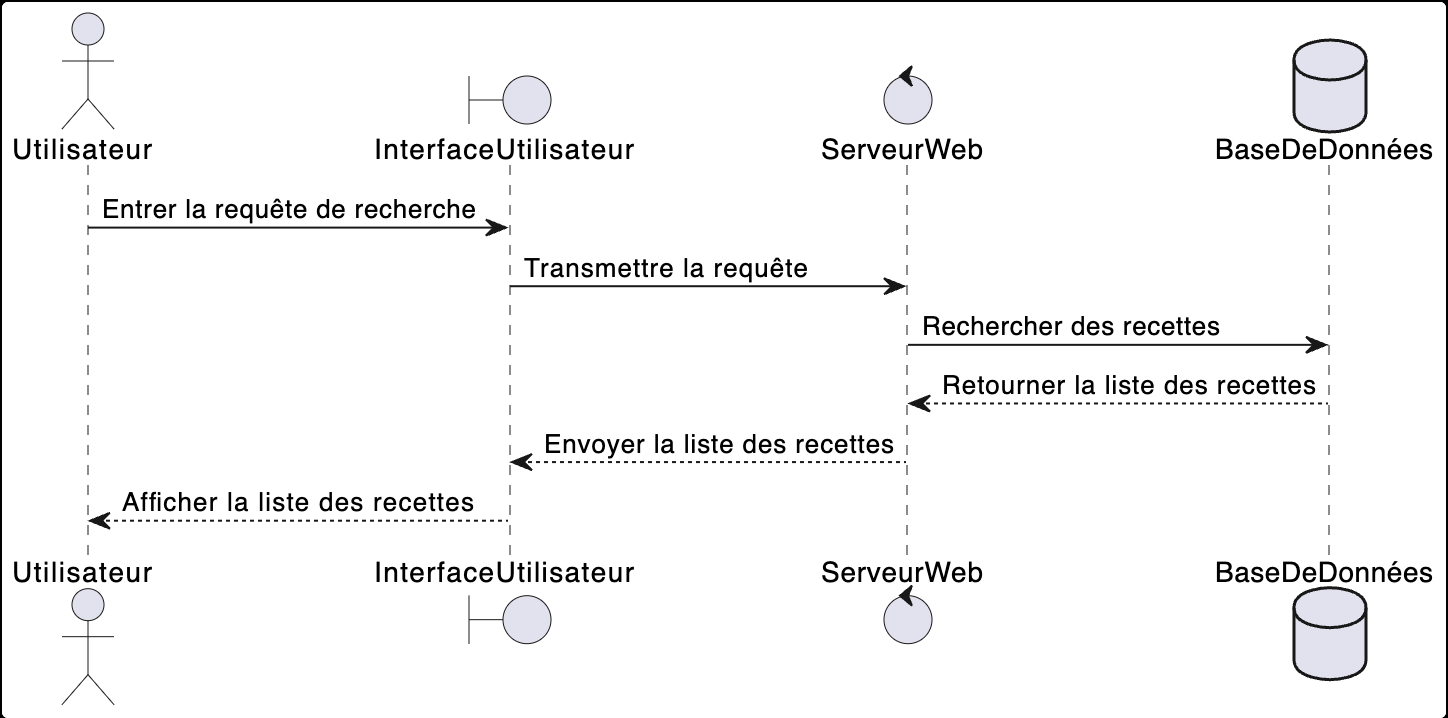 Utilisateur
InterfaceUtilisateur
ServeurWeb
BaseDeDonnées
Entrer la requête de recherche
Transmettre la requête
Rechercher des recettes
Retourner la liste des recettes
Envoyer la liste des recettes
Afficher la liste des recettes
Utilisateur
InterfaceUtilisateur
ServeurWeb
BaseDeDonnées